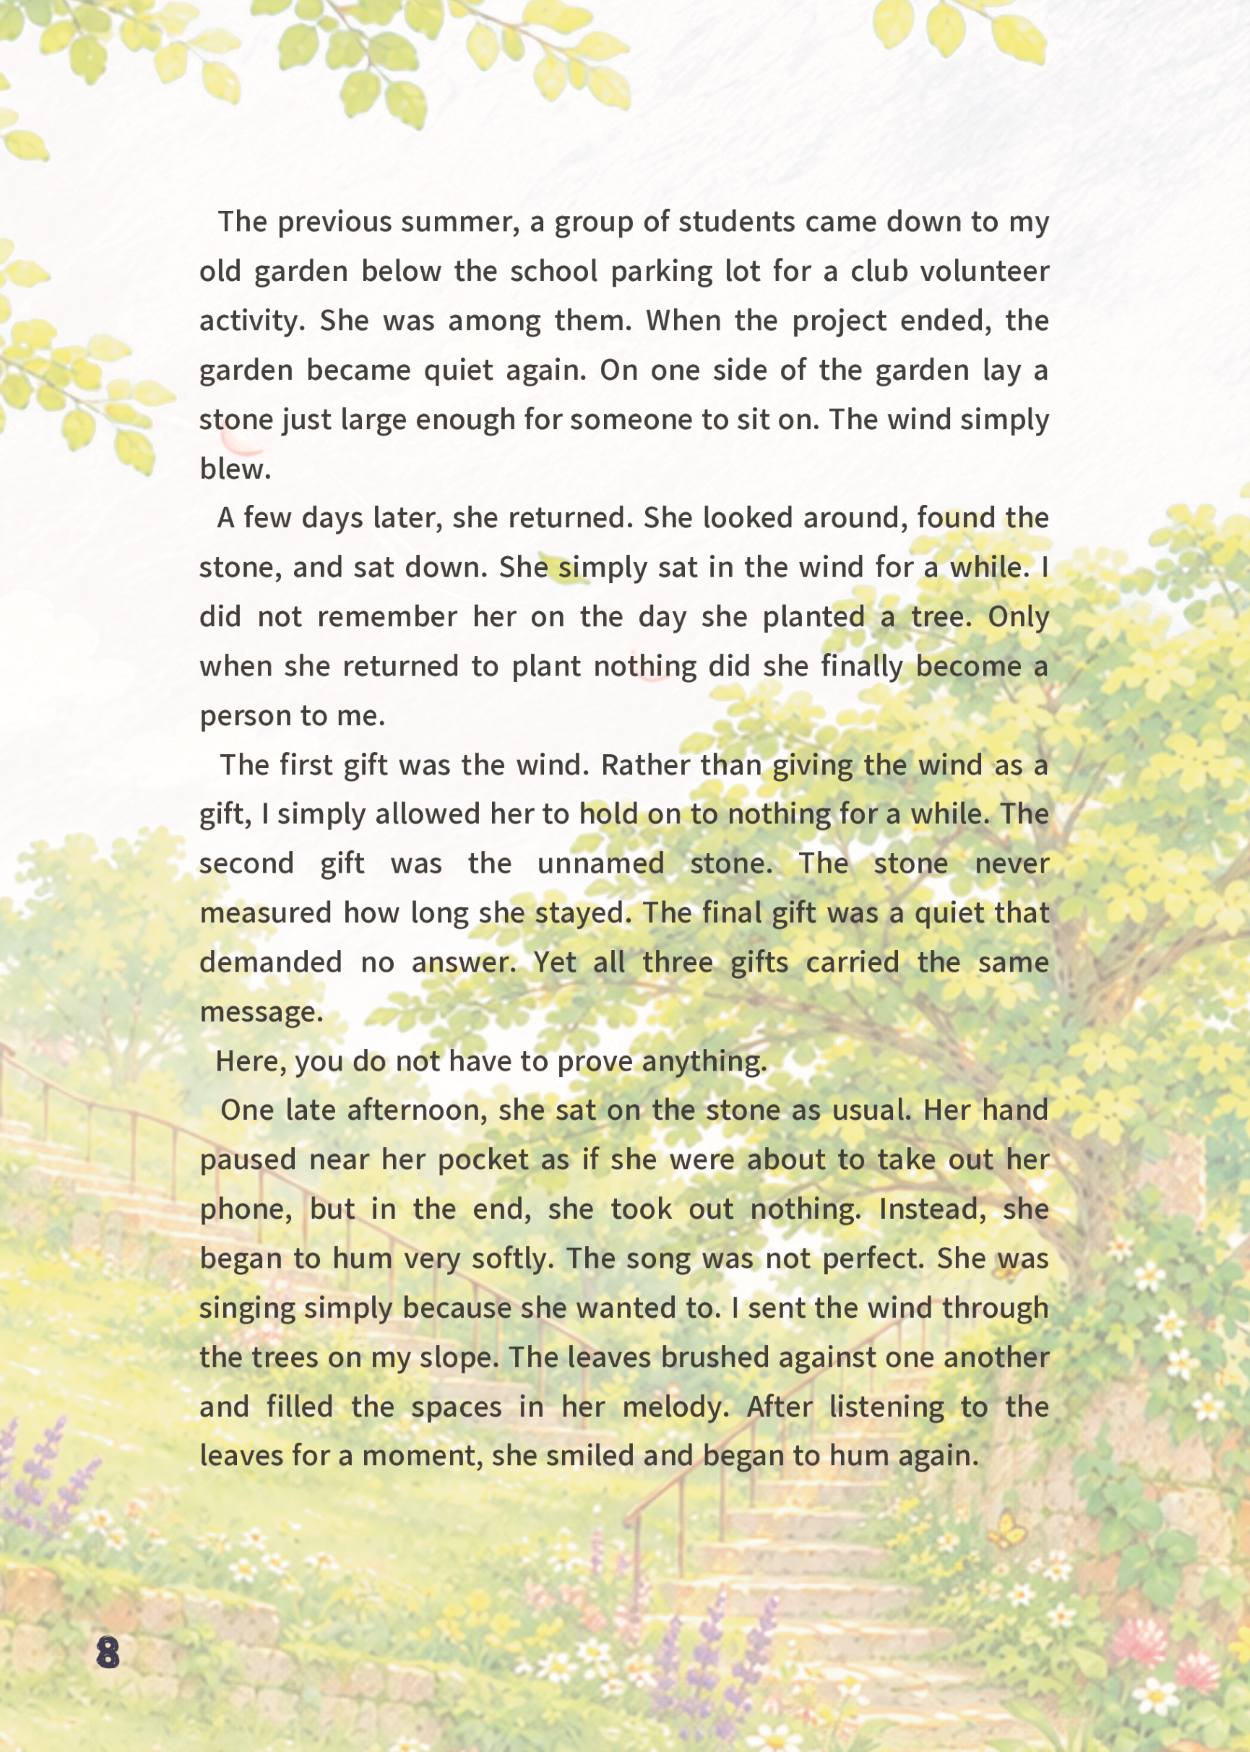 The previous summer, a group of students came down to my
old garden below the school parking lot for a club volunteer
activity. She was among them. When the project ended, the
garden became quiet again. On one side of the garden lay a
stone just large enough for someone to sit on. The wind simply
blew.
A few days later, she returned. She looked around, found the
stone, and sat down. She simply sat in the wind for a while. I
did not remember her on the day she planted a tree. Only
when she returned to plant nothing did she finally become a
person to me.
The first gift was the wind. Rather than giving the wind as a
gift, I simply allowed her to hold on to nothing for a while. The
second gift was the unnamed stone. The stone never
measured how long she stayed. The final gift was a quiet that
demanded no answer. Yet all three gifts carried the same
message.
Here, you do not have to prove anything.
One late afternoon, she sat on the stone as usual. Her hand
paused near her pocket as if she were about to take out her
phone, but in the end, she took out nothing. Instead, she
began to hum very softly. The song was not perfect. She was
singing simply because she wanted to. I sent the wind through
the trees on my slope. The leaves brushed against one another
and filled the spaces in her melody. After listening to the
leaves for a moment, she smiled and began to hum again.
8